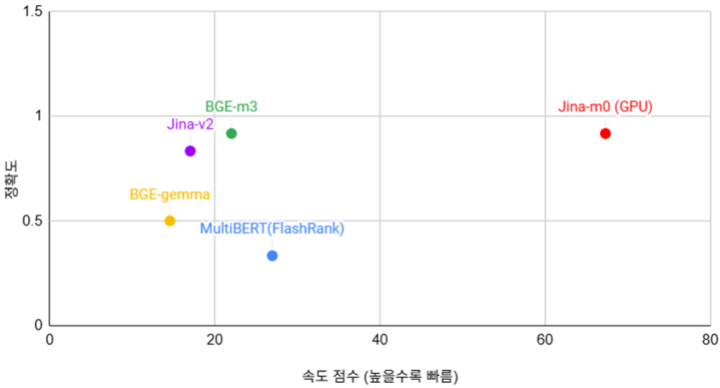 1.5
1
0.5
0
정확도
BGE-m3
Jina-m0 (GPU)
Jina-v2
BGE-gemma
MultiBERT(FlashRank)
0 20 40 60 80
속도 점수 (높을수록 빠름)